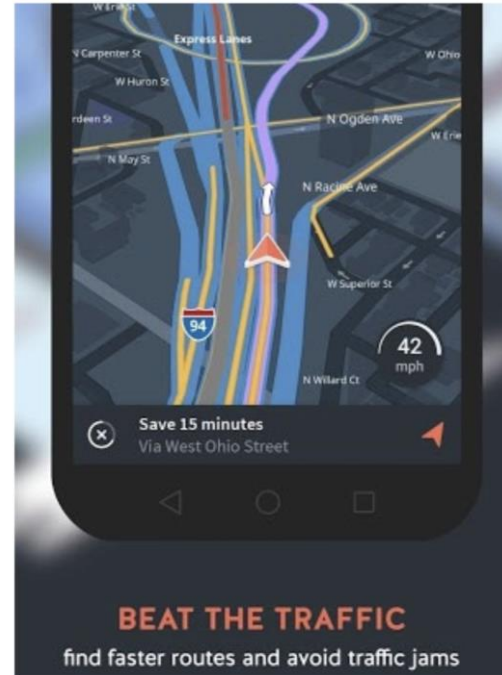 W Erie St
Express Lanes
N Carpenter St
W Ohio
W Huron St
rdeen St
N Ogden Ave
W Erie
N May St
N Racine Ave
W Superior St
94
42
mph
N Willard Ct
Save 15 minutes
Via West Ohio Street
BEAT THE TRAFFIC
find faster routes and avoid traffic jams